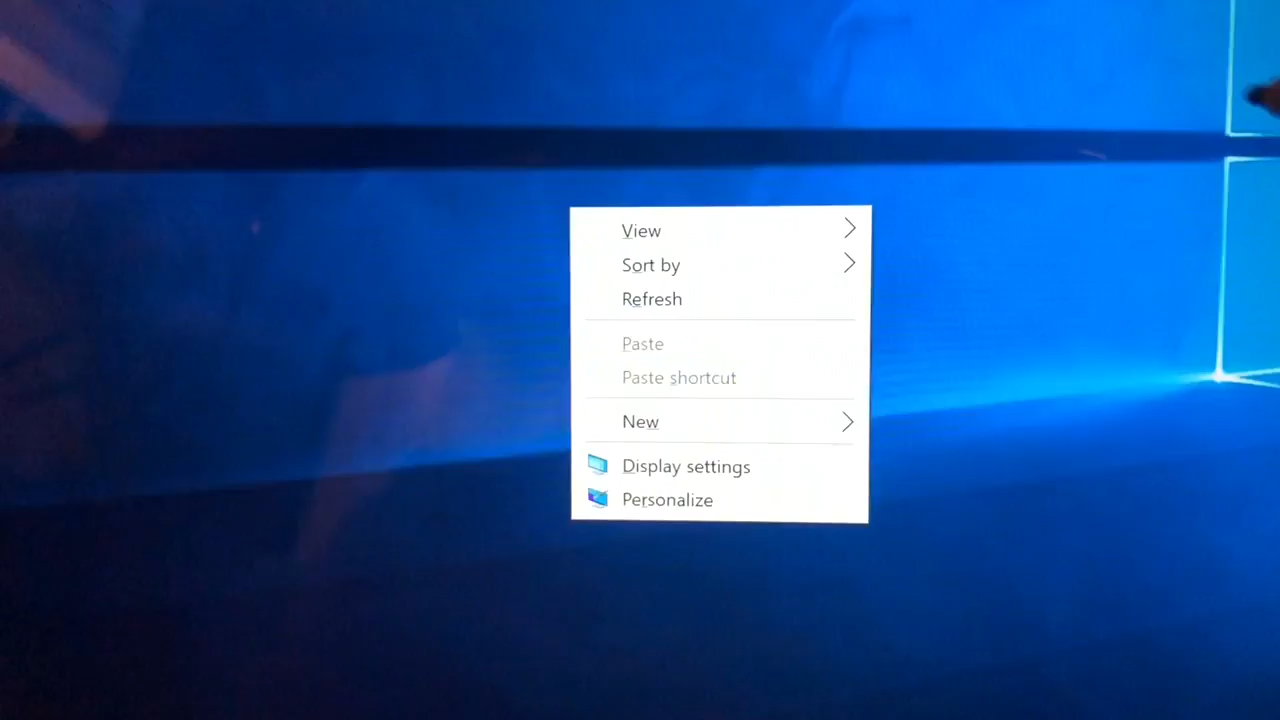 View
Sort by
Refresh
Paste
Paste shortcut
New
Display settings
Personalize